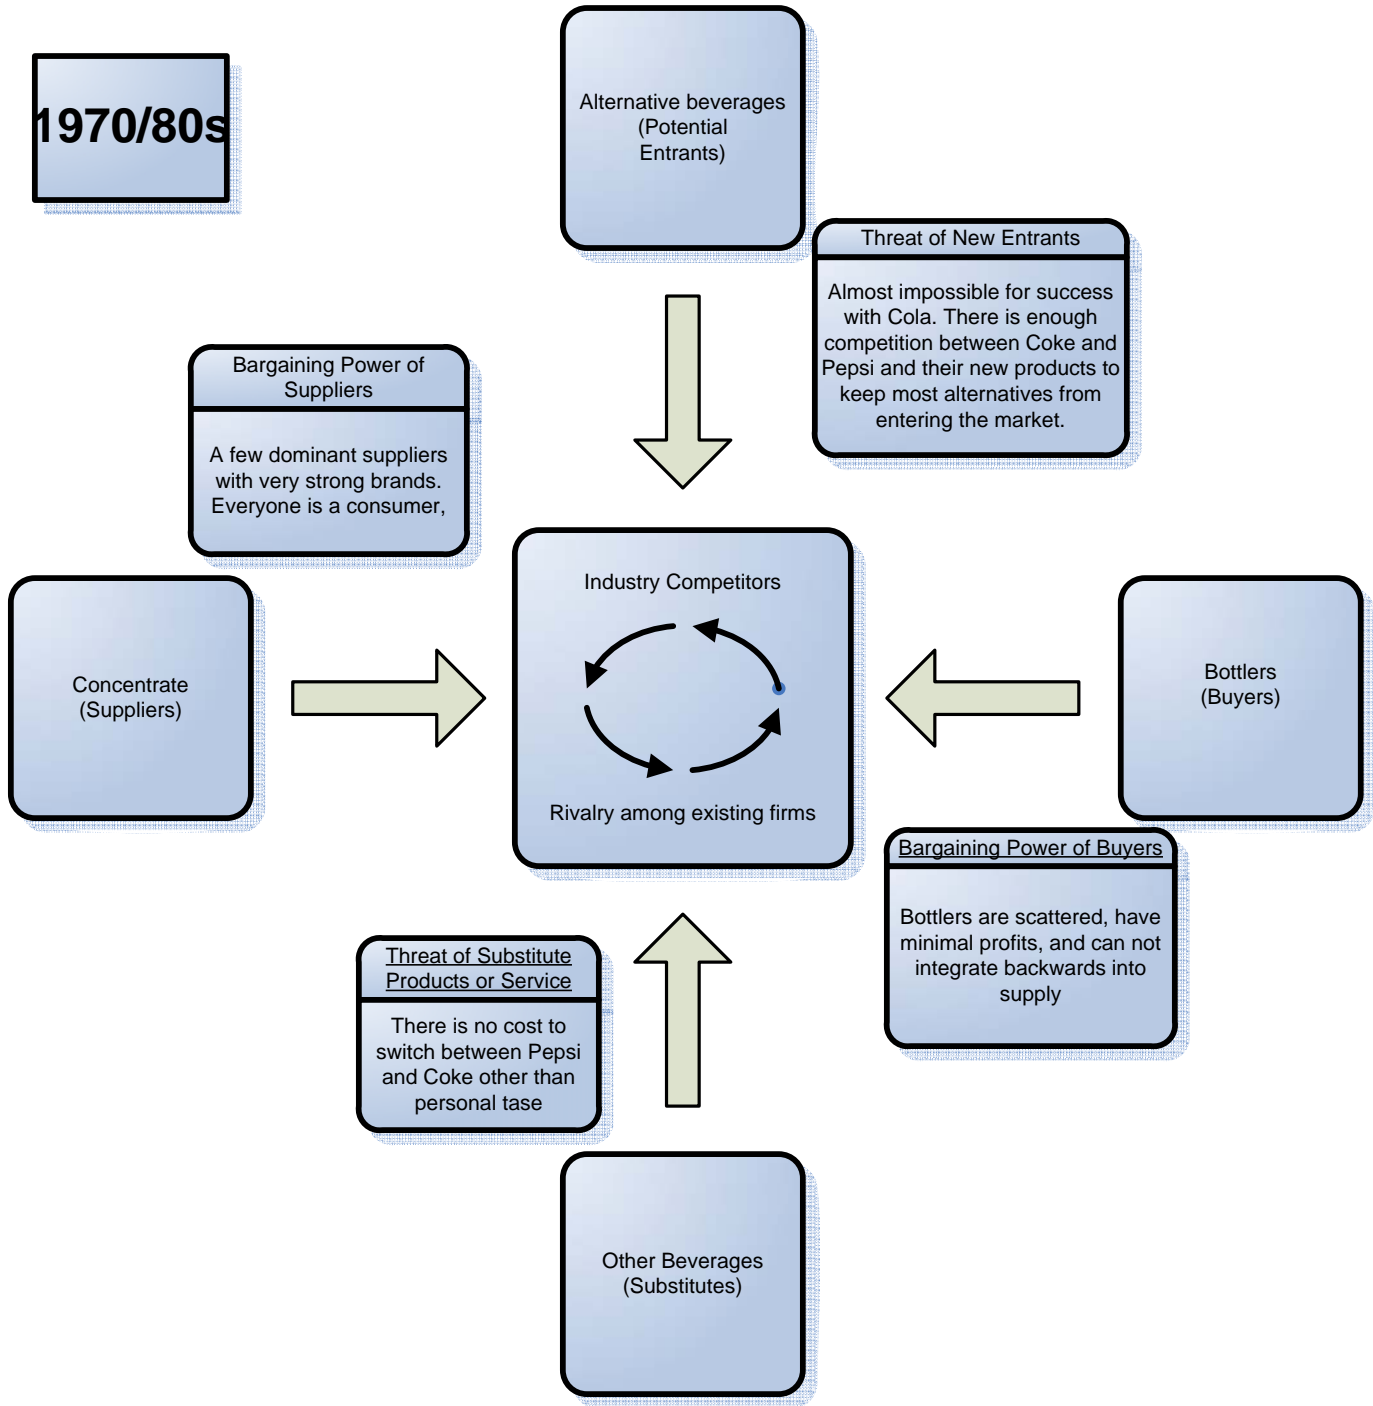 1970/80s
Alternative beverages
(Potential
Entrants)
Threat of New Entrants
Almost impossible for success
with Cola. There is enough
competition between Coke and
Pepsi and their new products to
keep most alternatives from
entering the market.
Bargaining Power of
Suppliers
A few dominant suppliers
with very strong brands.
Everyone is a consumer,
Concentrate
(Suppliers)
Industry Competitors
Rivalry among existing firms
Bottlers
(Buyers)
Bargaining Power of Buyers
Bottlers are scattered, have
minimal profits, and can not
integrate backwards into
supply
Threat of Substitute
Products or Service
There is no cost to
switch between Pepsi
and Coke other than
personal tase
Other Beverages
(Substitutes)